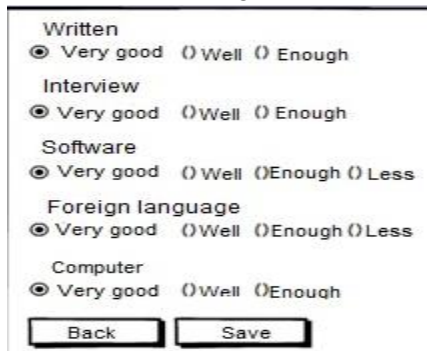 Written
Very good () Well () Enough
Interview
Very good () Well () Enough
Software
Very good () Well () Enough () Less
Foreign language
Very good () Well () Enough () Less
Computer
Very good () Well () Enough
Back Save